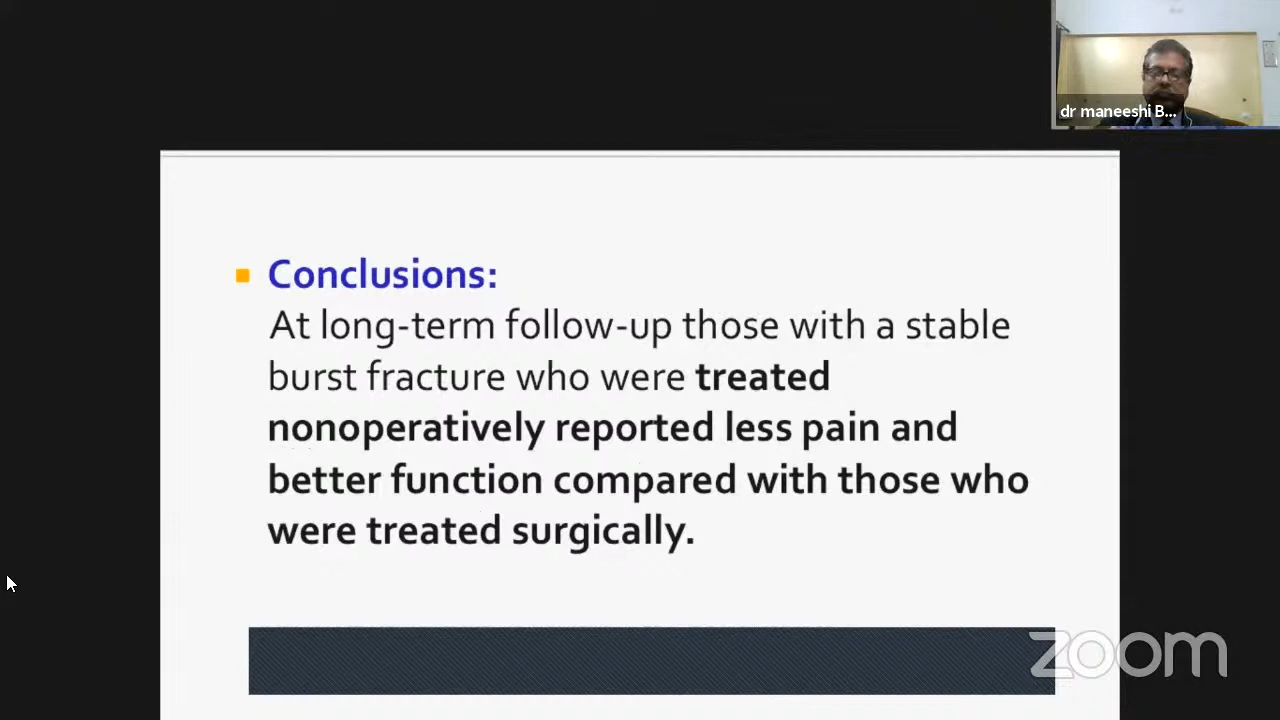 dr maneeshi B...
Conclusions:
At long-term follow-up those with a stable
burst fracture who were treated
nonoperatively reported less pain and
better function compared with those who
were treated surgically.
zoom